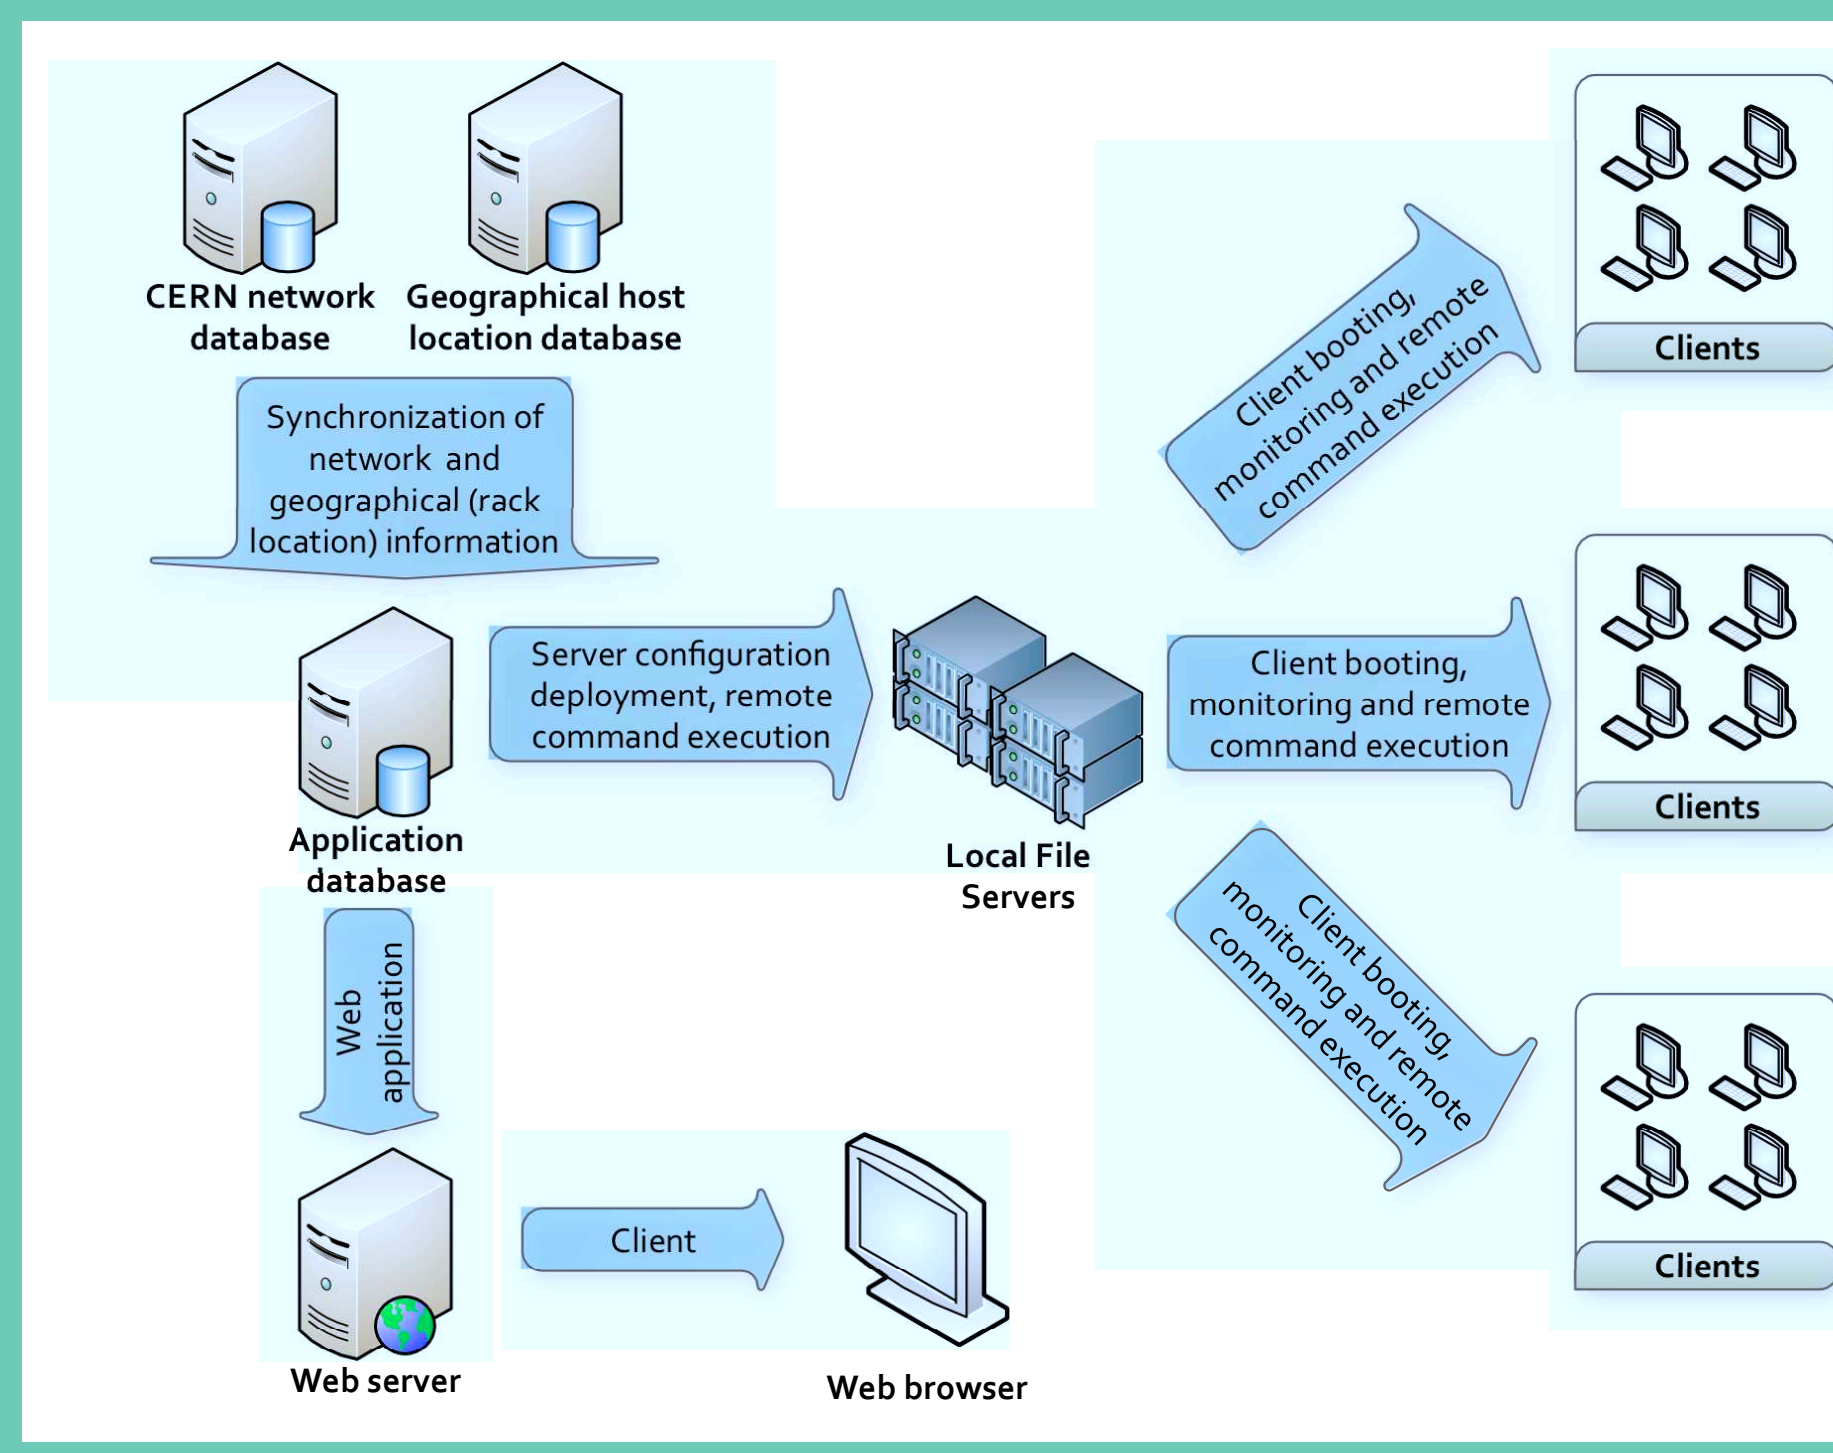 CERN network
database
Geographical host
location database
Synchronization of
network and
geographical (rack
location) information
Application
database
Server configuration
deployment, remote
command execution
Local File
Servers
Client booting,
monitoring and remote
command execution
Clients
Client booting,
monitoring and remote
command execution
Clients
Client booting,
monitoring and remote
command execution
Clients
Web
application
Web server
Client
Web browser